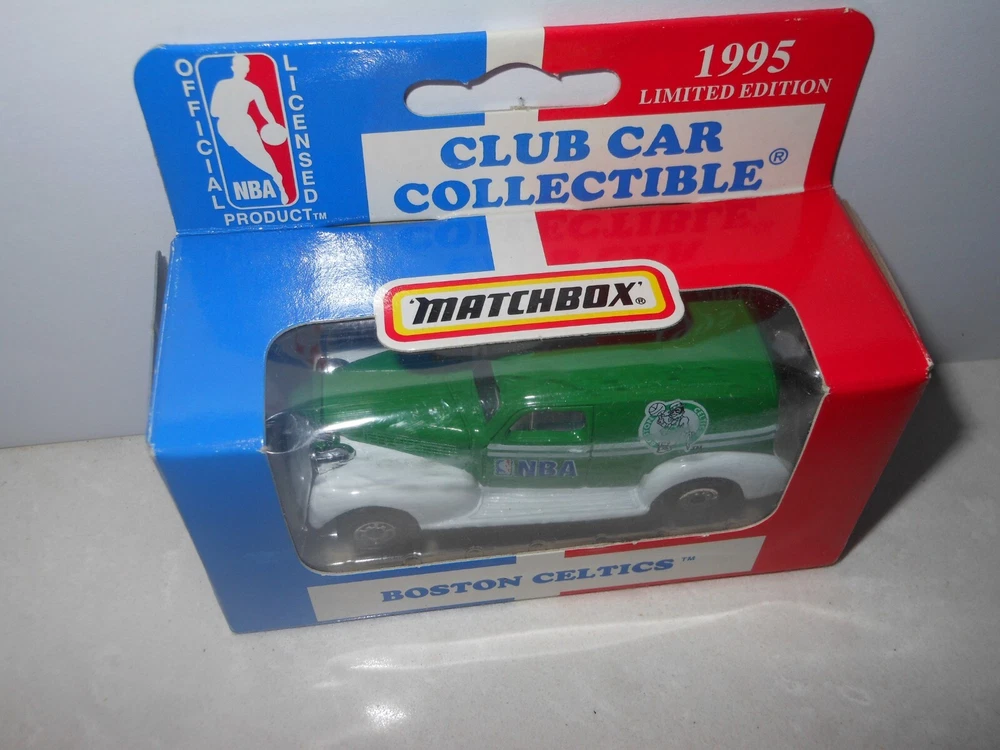 OFFICIAL
LICENSED
NBA
PRODUCT™
1995
LIMITED EDITION
CLUB CAR
COLLECTIBLE®
"MATCHBOX"®
NBA
BOSTON CELTICS™